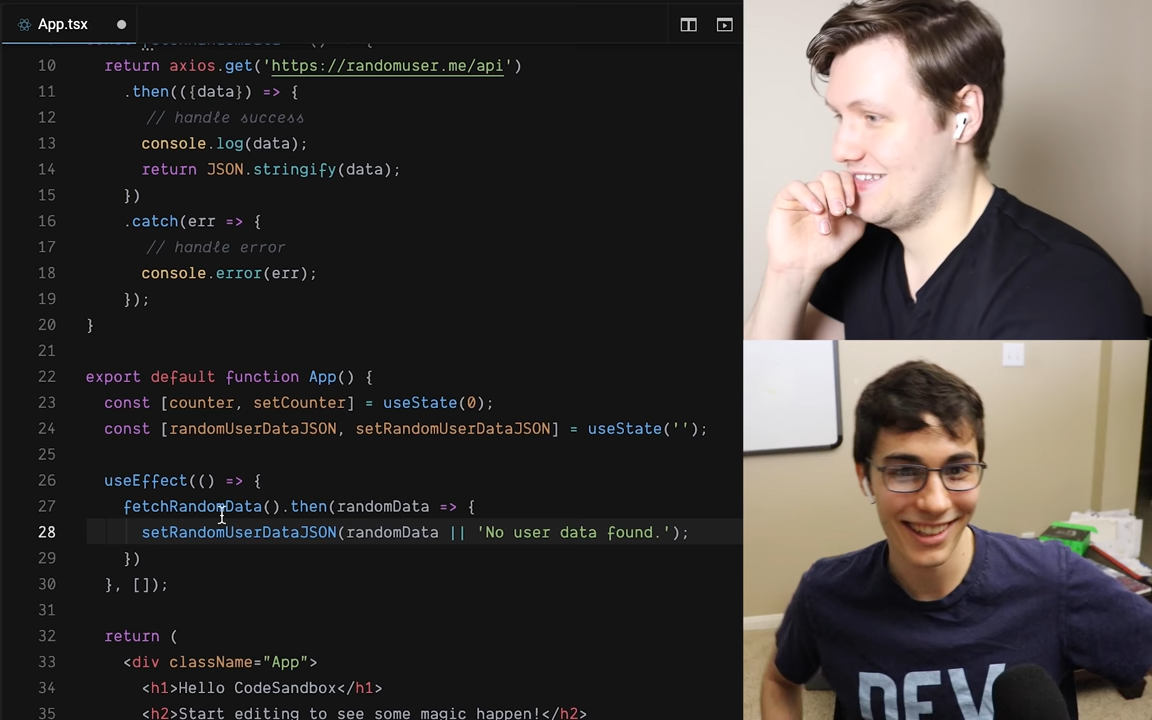 App.tsx
10 return axios.get('https://randomuser.me/api')
11 .then(({data}) => {
12 // handle success
13 console.log(data);
14 return JSON.stringify(data);
15 })
16 .catch(err => {
17 // handle error
18 console.error(err);
19 });
20 }
21
22 export default function App() {
23 const [counter, setCounter] = useState(0);
24 const [randomUserDataJSON, setRandomUserDataJSON] = useState('');
25
26 useEffect(() => {
27 fetchRandomData().then(randomData => {
28 setRandomUserDataJSON(randomData || 'No user data found.');
29 })
30 }, []);
31
32 return (
33 <div className="App">
34 <h1>Hello CodeSandbox</h1>
35 <h2>Start editing to see some magic happen!</h2>
DEV